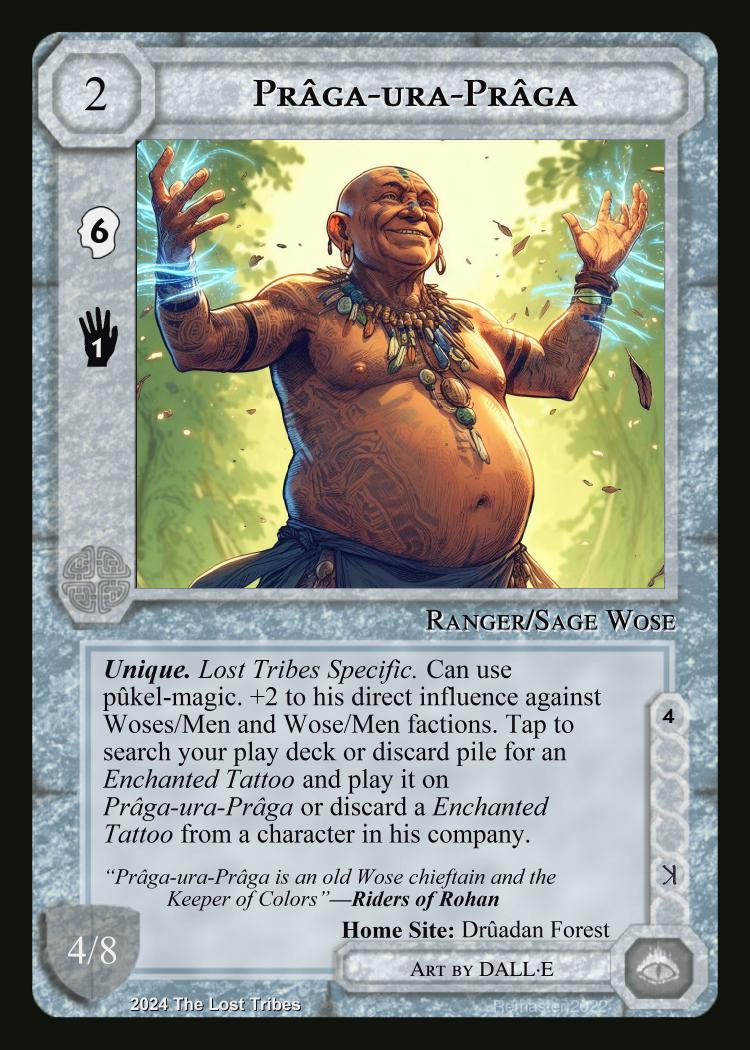 2
Prâga-ura-Prâga
6
1
Ranger/Sage Wose
Unique. Lost Tribes Specific. Can use
pûkel-magic. +2 to his direct influence against
Woses/Men and Wose/Men factions. Tap to
search your play deck or discard pile for an
Enchanted Tattoo and play it on
Prâga-ura-Prâga or discard a Enchanted
Tattoo from a character in his company.
4
“Prâga-ura-Prâga is an old Wose chieftain and the
Keeper of Colors”—Riders of Rohan
Home Site: Drûadan Forest
4/8
Art by DALL·E
2024 The Lost Tribes
Remaster 2022